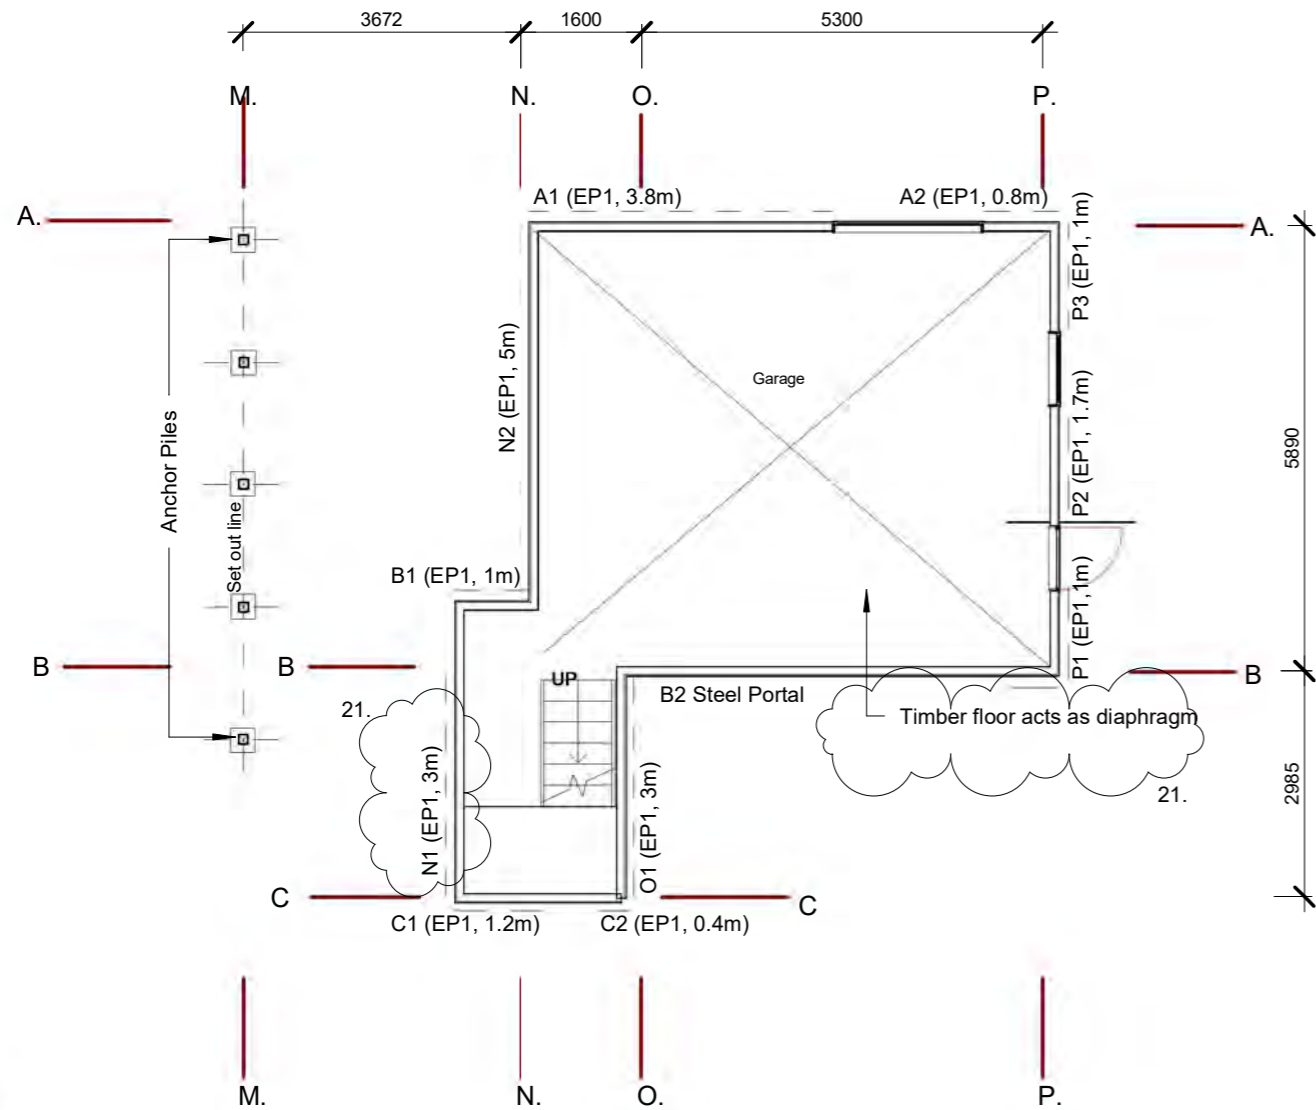 3672
1600
5300
M.
N.
O.
P.
A.
A1 (EP1, 3.8m)
A2 (EP1, 0.8m)
A.
P3 (EP1, 1m)
N2 (EP1, 5m)
Garage
P2 (EP1, 1.7m)
5890
Anchor Piles
Set out line
B1 (EP1, 1m)
P1 (EP1,1m)
B
B
B
UP
B2 Steel Portal
21.
Timber floor acts as diaphragm
21.
N1 (EP1, 3m)
O1 (EP1, 3m)
2985
C
C
C1 (EP1, 1.2m)
C2 (EP1, 0.4m)
M.
N.
O.
P.